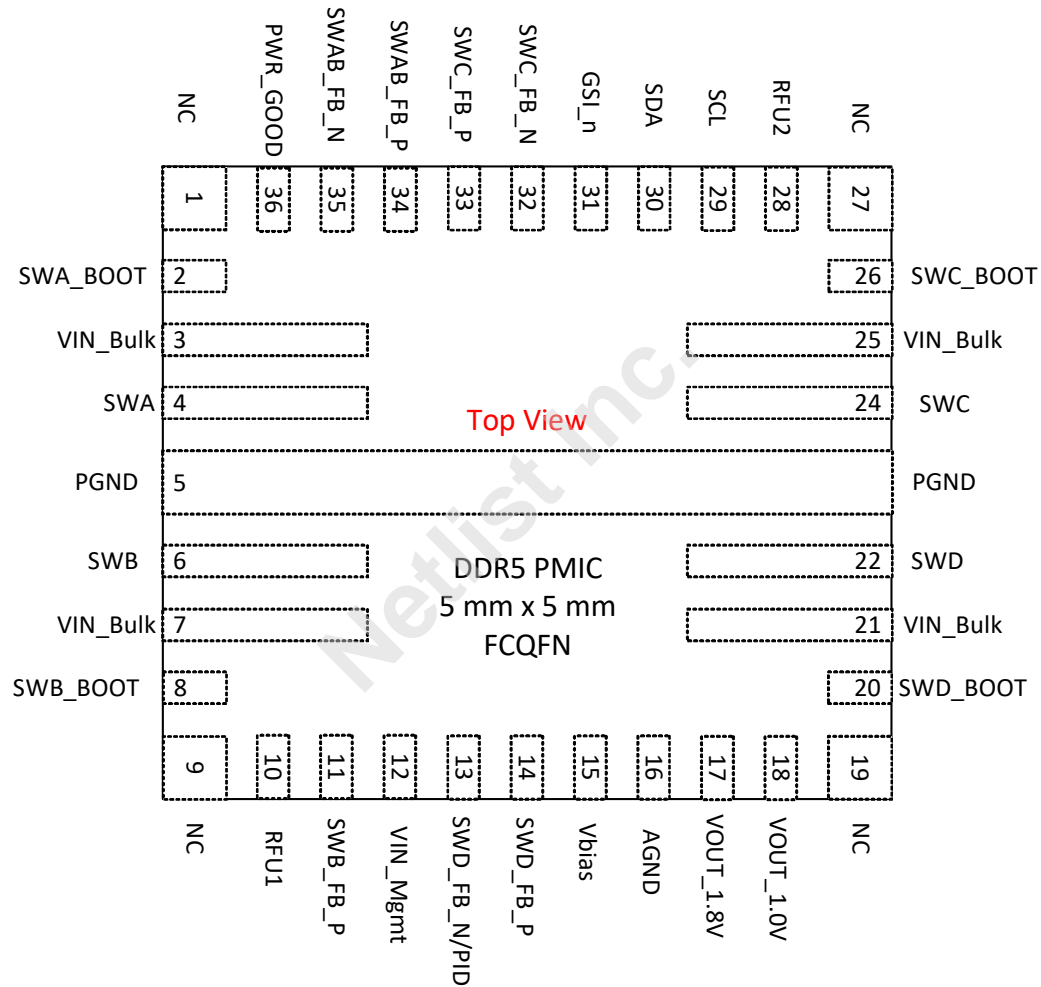 NC
PWR_GOOD
SWAB_FB_N
SWAB_FB_P
SWC_FB_P
SWC_FB_N
GSI_n
SDA
SCL
RFU2
NC
1
36
35
34
33
32
31
30
29
28
27
SWA_BOOT
2
26
SWC_BOOT
VIN_Bulk
3
25
VIN_Bulk
SWA
4
24
SWC
Top View
PGND
5
PGND
SWB
6
22
SWD
DDR5 PMIC
5 mm x 5 mm
FCQFN
VIN_Bulk
7
21
VIN_Bulk
SWB_BOOT
8
20
SWD_BOOT
9
10
11
12
13
14
15
16
17
18
19
NC
RFU1
SWB_FB_P
VIN_Mgmt
SWD_FB_N/PID
SWD_FB_P
Vbias
AGND
VOUT_1.8V
VOUT_1.0V
NC
Netlist Inc.